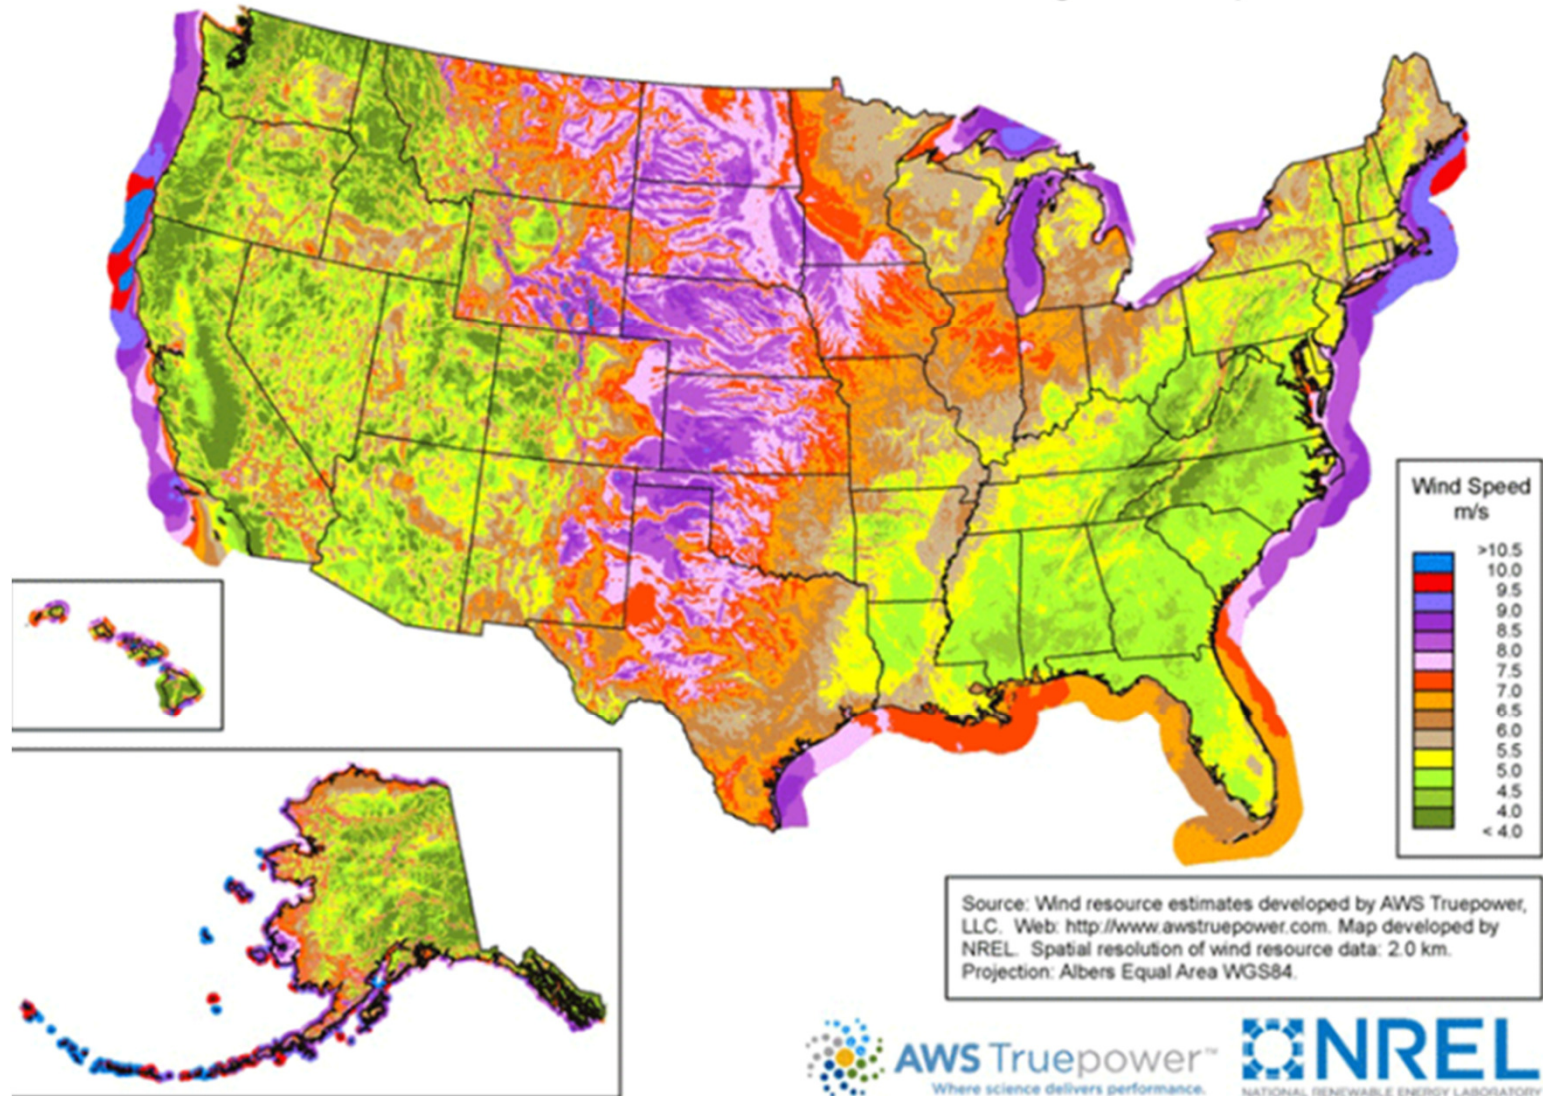 Wind Speed
m/s
>10.5
10.0
9.5
9.0
8.5
8.0
7.5
7.0
6.5
6.0
5.5
5.0
4.5
4.0
< 4.0
Source: Wind resource estimates developed by AWS Truepower,
LLC. Web: http://www.awstruepower.com. Map developed by
NREL. Spatial resolution of wind resource data: 2.0 km.
Projection: Albers Equal Area WGS84.
AWS Truepower™
Where science delivers performance.
NREL
NATIONAL RENEWABLE ENERGY LABORATORY